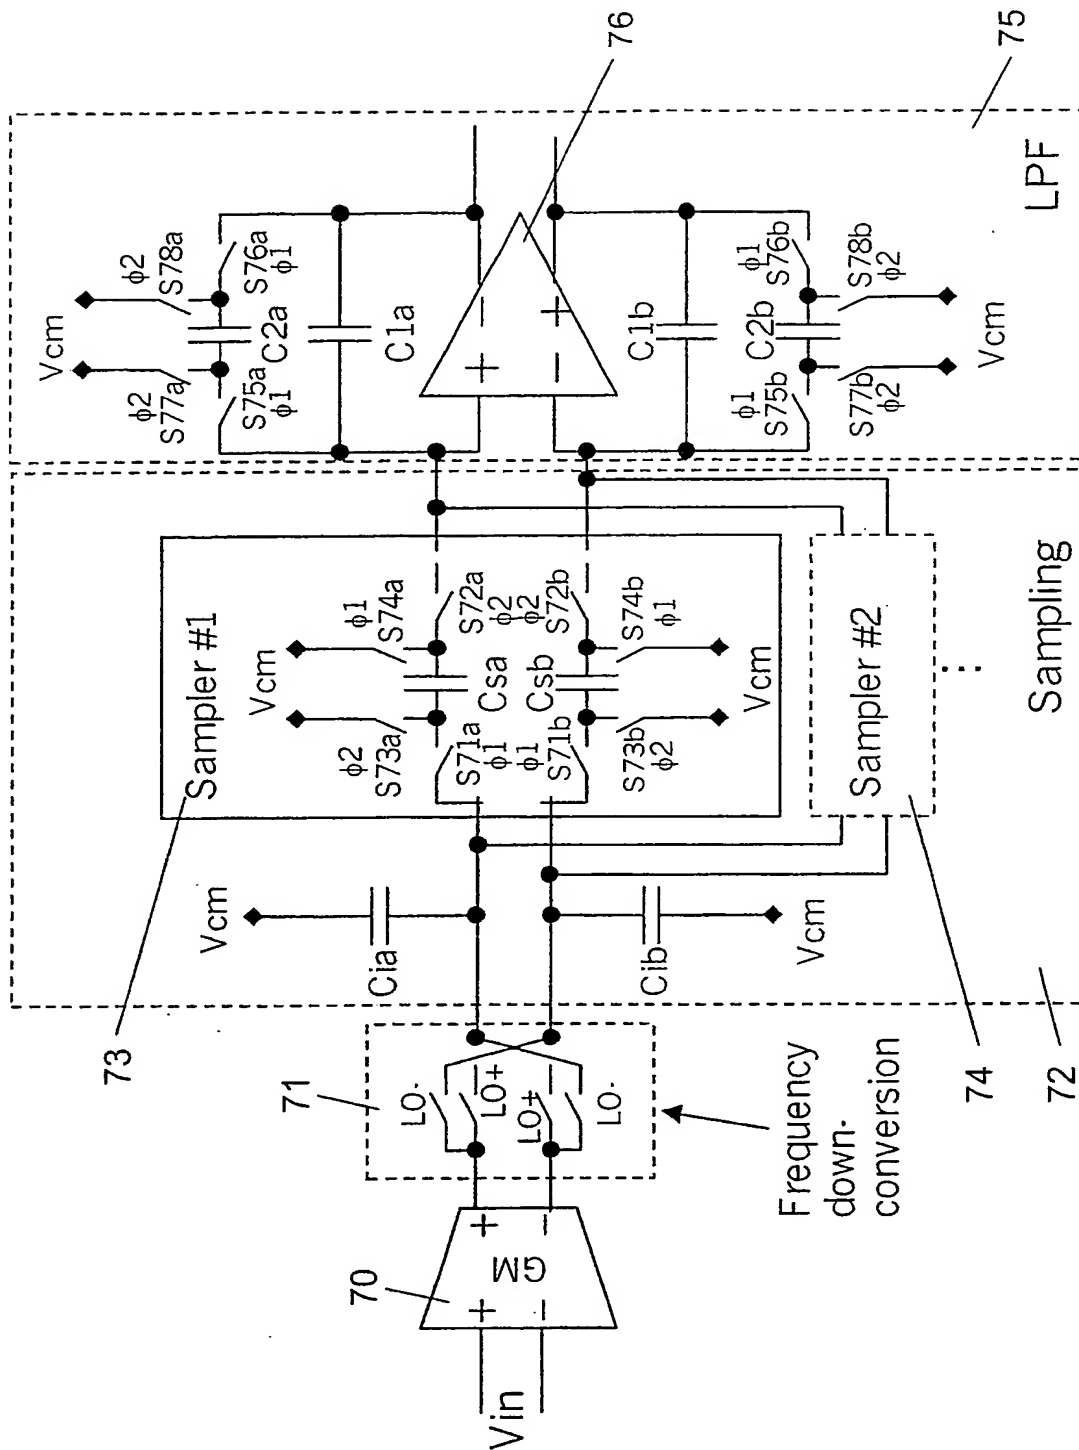 Vin
70
+
−
GM
+
−
71
LO-
LO+
LO+
LO-
Frequency
down-
conversion
73
Vcm
Cia
Cib
Vcm
74
72
Sampler #1
Vcm
ϕ2
S73a
ϕ1
S74a
S71a
ϕ1
Csa
S72a
ϕ2
ϕ1
S71b
Csb
ϕ2
S72b
S73b
ϕ2
S74b
ϕ1
Vcm
Sampler #2
...
Sampling
Vcm
ϕ2
S77a
ϕ2
S78a
S75a
ϕ1
C2a
S76a
ϕ1
C1a
+
−
−
+
76
C1b
ϕ1
S75b
C2b
ϕ1
S76b
S77b
ϕ2
S78b
ϕ2
Vcm
LPF
75